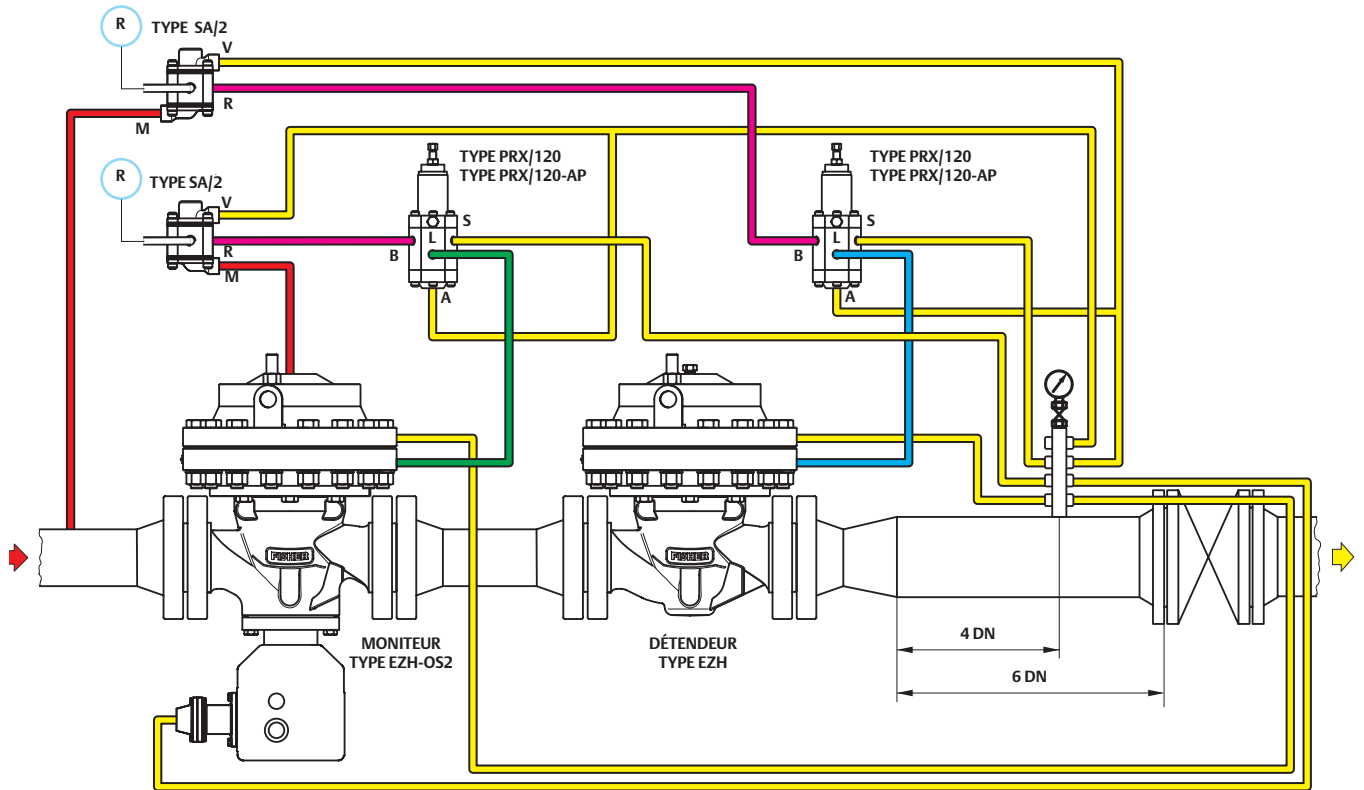 R
TYPE SA/2
V
R
M
R
TYPE SA/2
V
R
M
TYPE PRX/120
TYPE PRX/120-AP
S
L
B
A
TYPE PRX/120
TYPE PRX/120-AP
S
L
B
A
FISHER
FISHER
MONITEUR
TYPE EZH-OS2
DÉTENDEUR
TYPE EZH
4 DN
6 DN